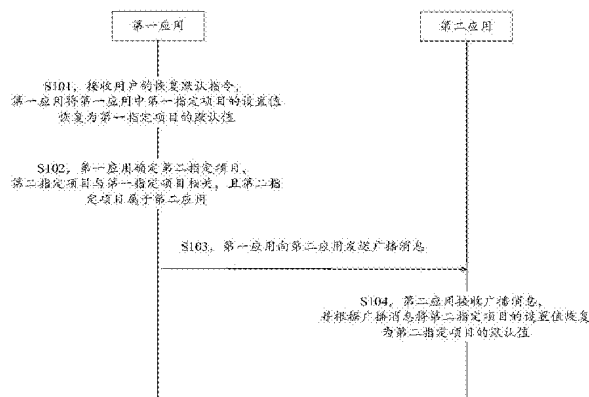 第一应用
第二应用
S101，接收用户的恢复默认指令，
第一应用将第一应用中第一指定项目的设置值
恢复为第一指定项目的默认值
S102，第一应用确定第二指定项目，
第二指定项目与第一指定项目相关，且第二指
定项目属于第二应用
S103，第一应用向第二应用发送广播消息
S104，第二应用接收广播消息，
并根据广播消息将第二指定项目的设置值恢复
为第二指定项目的默认值